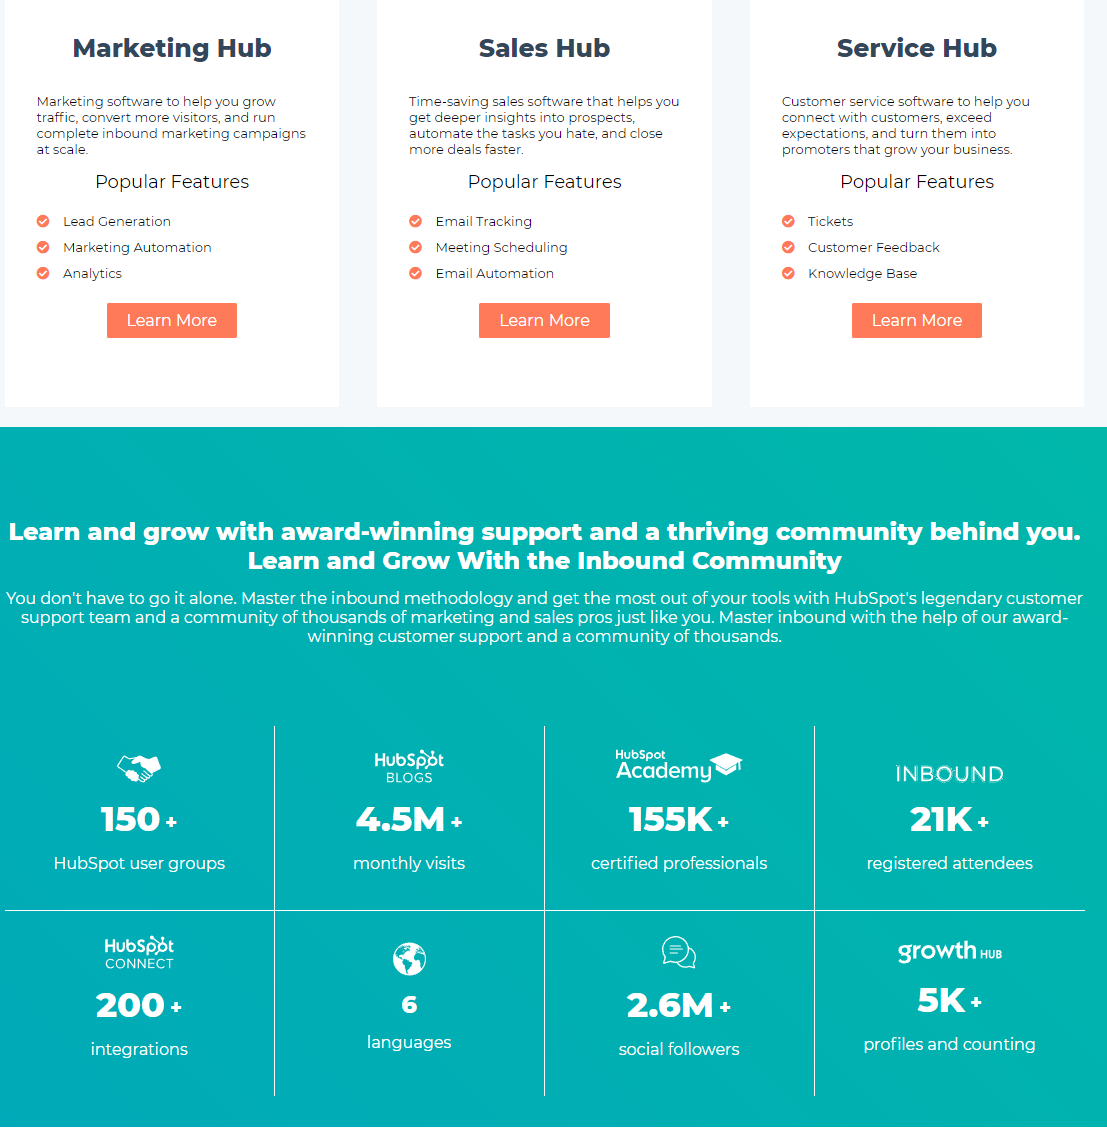 Marketing Hub
Marketing software to help you grow
traffic, convert more visitors, and run
complete inbound marketing campaigns
at scale.
Popular Features
Lead Generation
Marketing Automation
Analytics
Learn More
Sales Hub
Time-saving sales software that helps you
get deeper insights into prospects,
automate the tasks you hate, and close
more deals faster.
Popular Features
Email Tracking
Meeting Scheduling
Email Automation
Learn More
Service Hub
Customer service software to help you
connect with customers, exceed
expectations, and turn them into
promoters that grow your business.
Popular Features
Tickets
Customer Feedback
Knowledge Base
Learn More
Learn and grow with award-winning support and a thriving community behind you.
Learn and Grow With the Inbound Community
You don't have to go it alone. Master the inbound methodology and get the most out of your tools with HubSpot's legendary customer
support team and a community of thousands of marketing and sales pros just like you. Master inbound with the help of our award-
winning customer support and a community of thousands.
150 +
HubSpot user groups
HubSpot
BLOGS
4.5M +
monthly visits
HubSpot
Academy
155K +
certified professionals
INBOUND
21K +
registered attendees
HubSpot
CONNECT
200 +
integrations
6
languages
2.6M +
social followers
growth HUB
5K +
profiles and counting